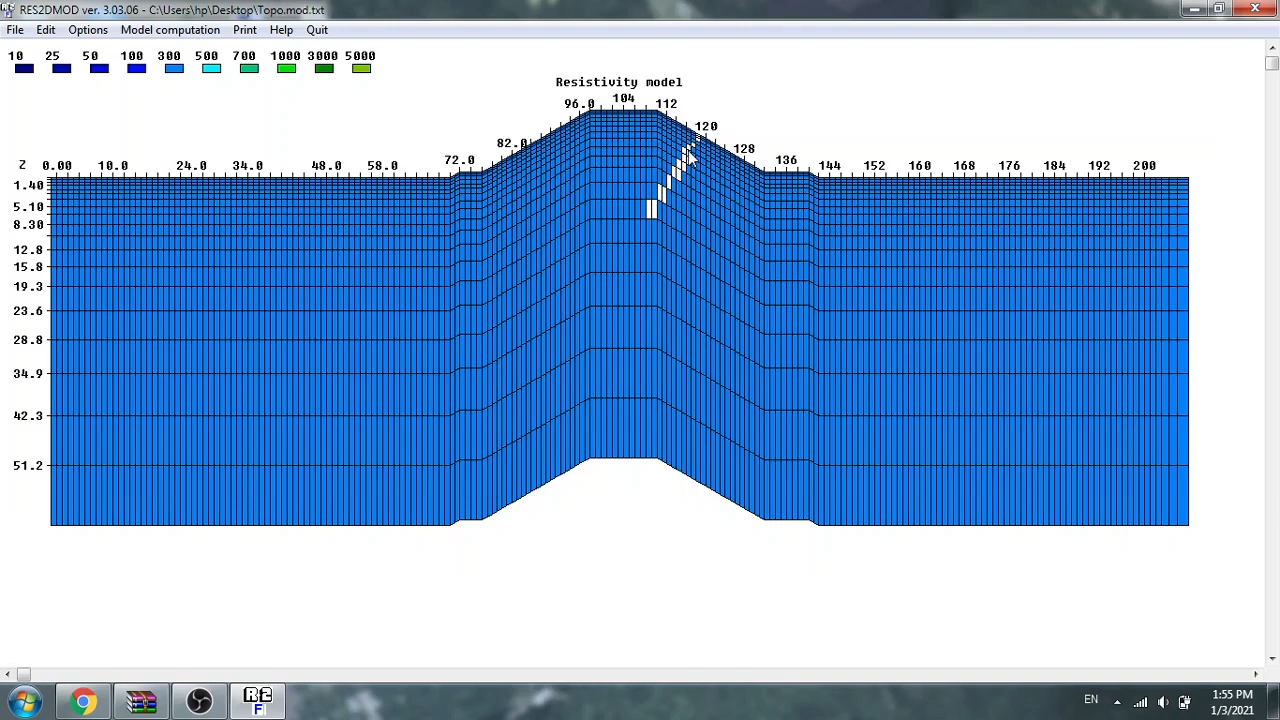 RES2DMOD ver. 3.03.06 - C:\Users\hp\Desktop\Topo.mod.txt
File Edit Options Model computation Print Help Quit
10 25 50 100 300 500 700 1000 3000 5000
Resistivity model
96.0 104 112
120
82.0 128
72.0 136
Z 0.00 10.0 24.0 34.0 48.0 58.0 144 152 160 168 176 184 192 200
1.40
5.10
8.30
12.8
15.8
19.3
23.6
28.8
34.9
42.3
51.2
R2
F
EN
1:55 PM
1/3/2021